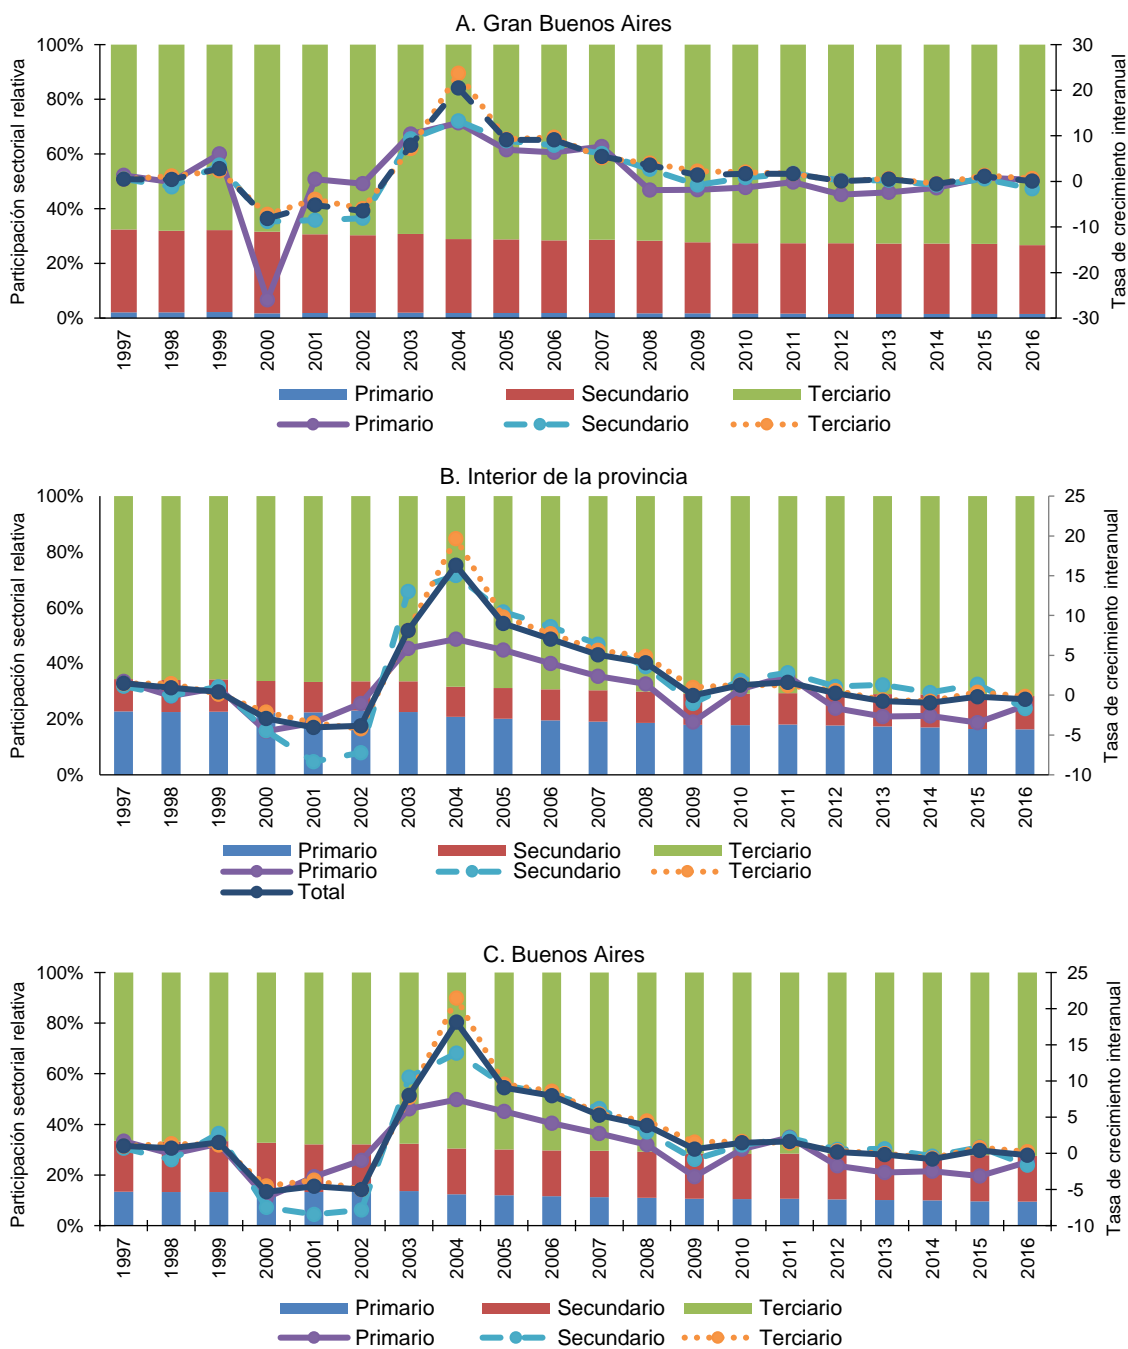 A. Gran Buenos Aires
Participación sectorial relativa
100%
80%
60%
40%
20%
0%
30
20
10
0
-10
-20
-30
Tasa de crecimiento interanual
1997 1998 1999 2000 2001 2002 2003 2004 2005 2006 2007 2008 2009 2010 2011 2012 2013 2014 2015 2016
Primario Secundario Terciario
Primario Secundario Terciario
B. Interior de la provincia
Participación sectorial relativa
100%
80%
60%
40%
20%
0%
25
20
15
10
5
0
-5
-10
Tasa de crecimiento interanual
1997 1998 1999 2000 2001 2002 2003 2004 2005 2006 2007 2008 2009 2010 2011 2012 2013 2014 2015 2016
Primario Secundario Terciario
Primario Secundario Terciario
Total
C. Buenos Aires
Participación sectorial relativa
100%
80%
60%
40%
20%
0%
25
20
15
10
5
0
-5
-10
Tasa de crecimiento interanual
1997 1998 1999 2000 2001 2002 2003 2004 2005 2006 2007 2008 2009 2010 2011 2012 2013 2014 2015 2016
Primario Secundario Terciario
Primario Secundario Terciario